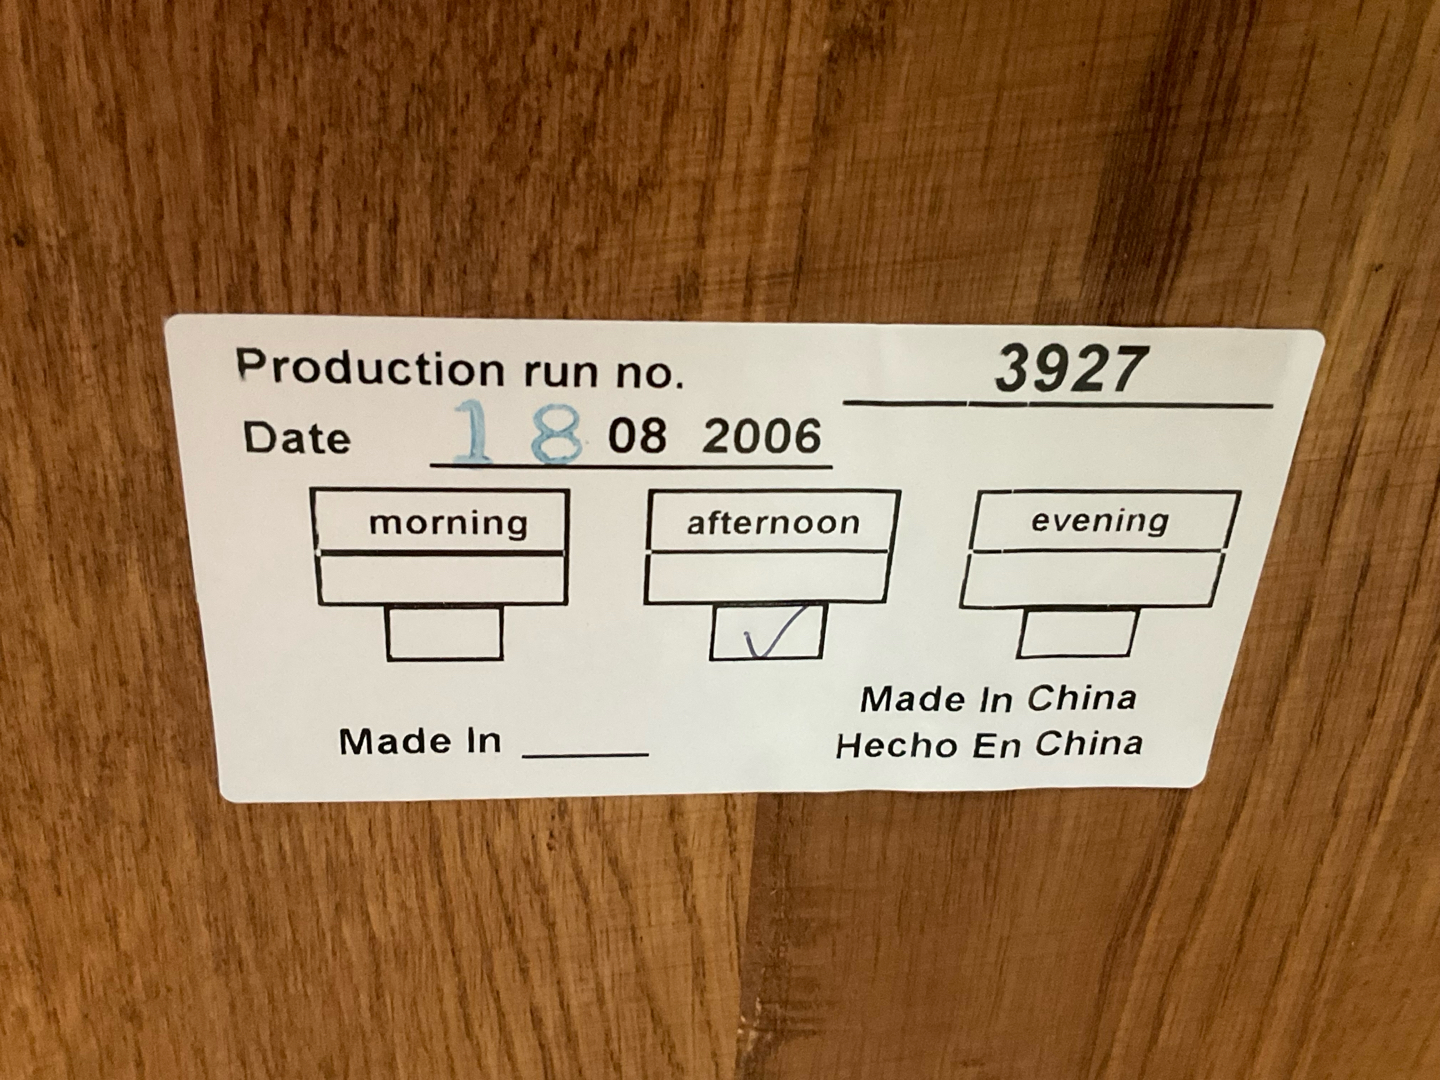 Production run no. 3927
Date 18 08 2006
morning afternoon evening
✓
Made In China
Hecho En China
Made In ____